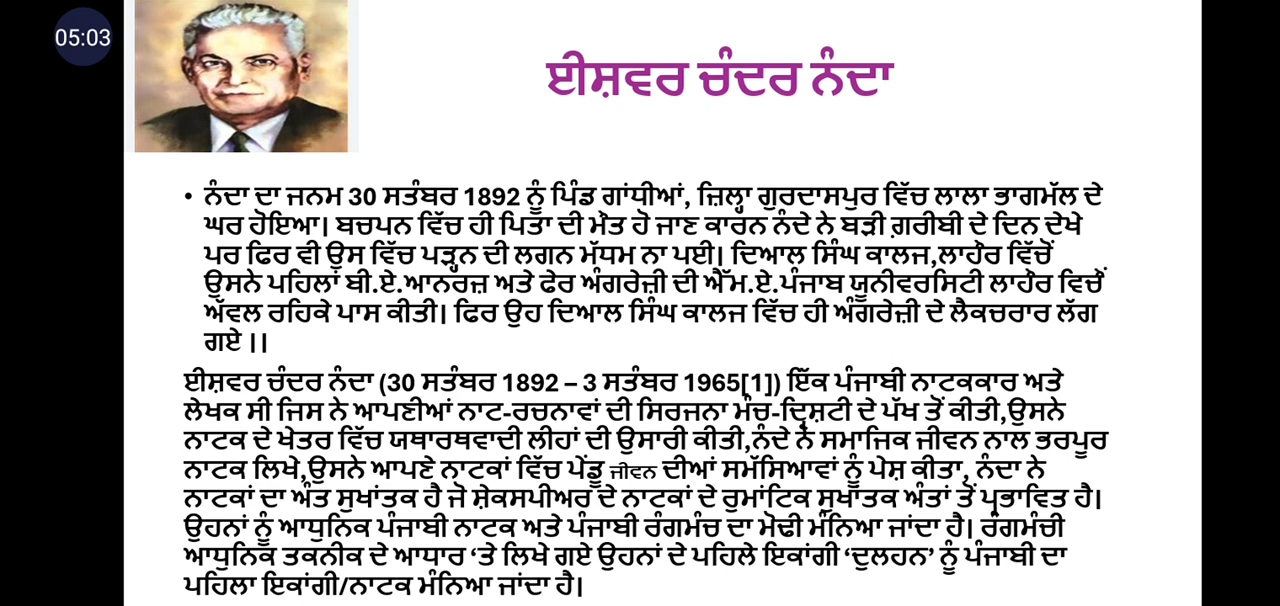 05:03
ਈਸ਼ਵਰ ਚੰਦਰ ਨੰਦਾ
• ਨੰਦਾ ਦਾ ਜਨਮ 30 ਸਤੰਬਰ 1892 ਨੂੰ ਪਿੰਡ ਗਾਂਧੀਆਂ, ਜ਼ਿਲ੍ਹਾ ਗੁਰਦਾਸਪੁਰ ਵਿੱਚ ਲਾਲਾ ਭਾਗਮੱਲ ਦੇ
ਘਰ ਹੋਇਆ। ਬਚਪਨ ਵਿੱਚ ਹੀ ਪਿਤਾ ਦੀ ਮੌਤ ਹੋ ਜਾਣ ਕਾਰਨ ਨੰਦੇ ਨੇ ਬੜੀ ਗ਼ਰੀਬੀ ਦੇ ਦਿਨ ਦੇਖੇ
ਪਰ ਫਿਰ ਵੀ ਉਸ ਵਿੱਚ ਪੜ੍ਹਨ ਦੀ ਲਗਨ ਮੱਧਮ ਨਾ ਪਈ। ਦਿਆਲ ਸਿੰਘ ਕਾਲਜ,ਲਾਹੌਰ ਵਿੱਚੋਂ
ਉਸਨੇ ਪਹਿਲਾਂ ਬੀ.ਏ.ਆਨਰਜ਼ ਅਤੇ ਫੇਰ ਅੰਗਰੇਜ਼ੀ ਦੀ ਐੱਮ.ਏ.ਪੰਜਾਬ ਯੂਨੀਵਰਸਿਟੀ ਲਾਹੌਰ ਵਿਚੋਂ
ਅੱਵਲ ਰਹਿਕੇ ਪਾਸ ਕੀਤੀ। ਫਿਰ ਉਹ ਦਿਆਲ ਸਿੰਘ ਕਾਲਜ ਵਿੱਚ ਹੀ ਅੰਗਰੇਜ਼ੀ ਦੇ ਲੈਕਚਰਾਰ ਲੱਗ
ਗਏ ।।
ਈਸ਼ਵਰ ਚੰਦਰ ਨੰਦਾ (30 ਸਤੰਬਰ 1892 – 3 ਸਤੰਬਰ 1965[1]) ਇੱਕ ਪੰਜਾਬੀ ਨਾਟਕਕਾਰ ਅਤੇ
ਲੇਖਕ ਸੀ ਜਿਸ ਨੇ ਆਪਣੀਆਂ ਨਾਟ-ਰਚਨਾਵਾਂ ਦੀ ਸਿਰਜਨਾ ਮੰਚ-ਦ੍ਰਿਸ਼ਟੀ ਦੇ ਪੱਖ ਤੋਂ ਕੀਤੀ,ਉਸਨੇ
ਨਾਟਕ ਦੇ ਖੇਤਰ ਵਿੱਚ ਯਥਾਰਥਵਾਦੀ ਲੀਹਾਂ ਦੀ ਉਸਾਰੀ ਕੀਤੀ,ਨੰਦੇ ਨੇ ਸਮਾਜਿਕ ਜੀਵਨ ਨਾਲ ਭਰਪੂਰ
ਨਾਟਕ ਲਿਖੇ,ਉਸਨੇ ਆਪਣੇ ਨਾਟਕਾਂ ਵਿੱਚ ਪੇਂਡੂ ਜੀਵਨ ਦੀਆਂ ਸਮੱਸਿਆਵਾਂ ਨੂੰ ਪੇਸ਼ ਕੀਤਾ, ਨੰਦਾ ਨੇ
ਨਾਟਕਾਂ ਦਾ ਅੰਤ ਸੁਖਾਂਤਕ ਹੈ ਜੋ ਸ਼ੇਕਸਪੀਅਰ ਦੇ ਨਾਟਕਾਂ ਦੇ ਰੁਮਾਂਟਿਕ ਸੁਖਾਂਤਕ ਅੰਤਾਂ ਤੋਂ ਪ੍ਰਭਾਵਿਤ ਹੈ।
ਉਹਨਾਂ ਨੂੰ ਆਧੁਨਿਕ ਪੰਜਾਬੀ ਨਾਟਕ ਅਤੇ ਪੰਜਾਬੀ ਰੰਗਮੰਚ ਦਾ ਮੋਢੀ ਮੰਨਿਆ ਜਾਂਦਾ ਹੈ। ਰੰਗਮੰਚੀ
ਆਧੁਨਿਕ ਤਕਨੀਕ ਦੇ ਆਧਾਰ ‘ਤੇ ਲਿਖੇ ਗਏ ਉਹਨਾਂ ਦੇ ਪਹਿਲੇ ਇਕਾਂਗੀ ‘ਦੁਲਹਨ’ ਨੂੰ ਪੰਜਾਬੀ ਦਾ
ਪਹਿਲਾ ਇਕਾਂਗੀ/ਨਾਟਕ ਮੰਨਿਆ ਜਾਂਦਾ ਹੈ।